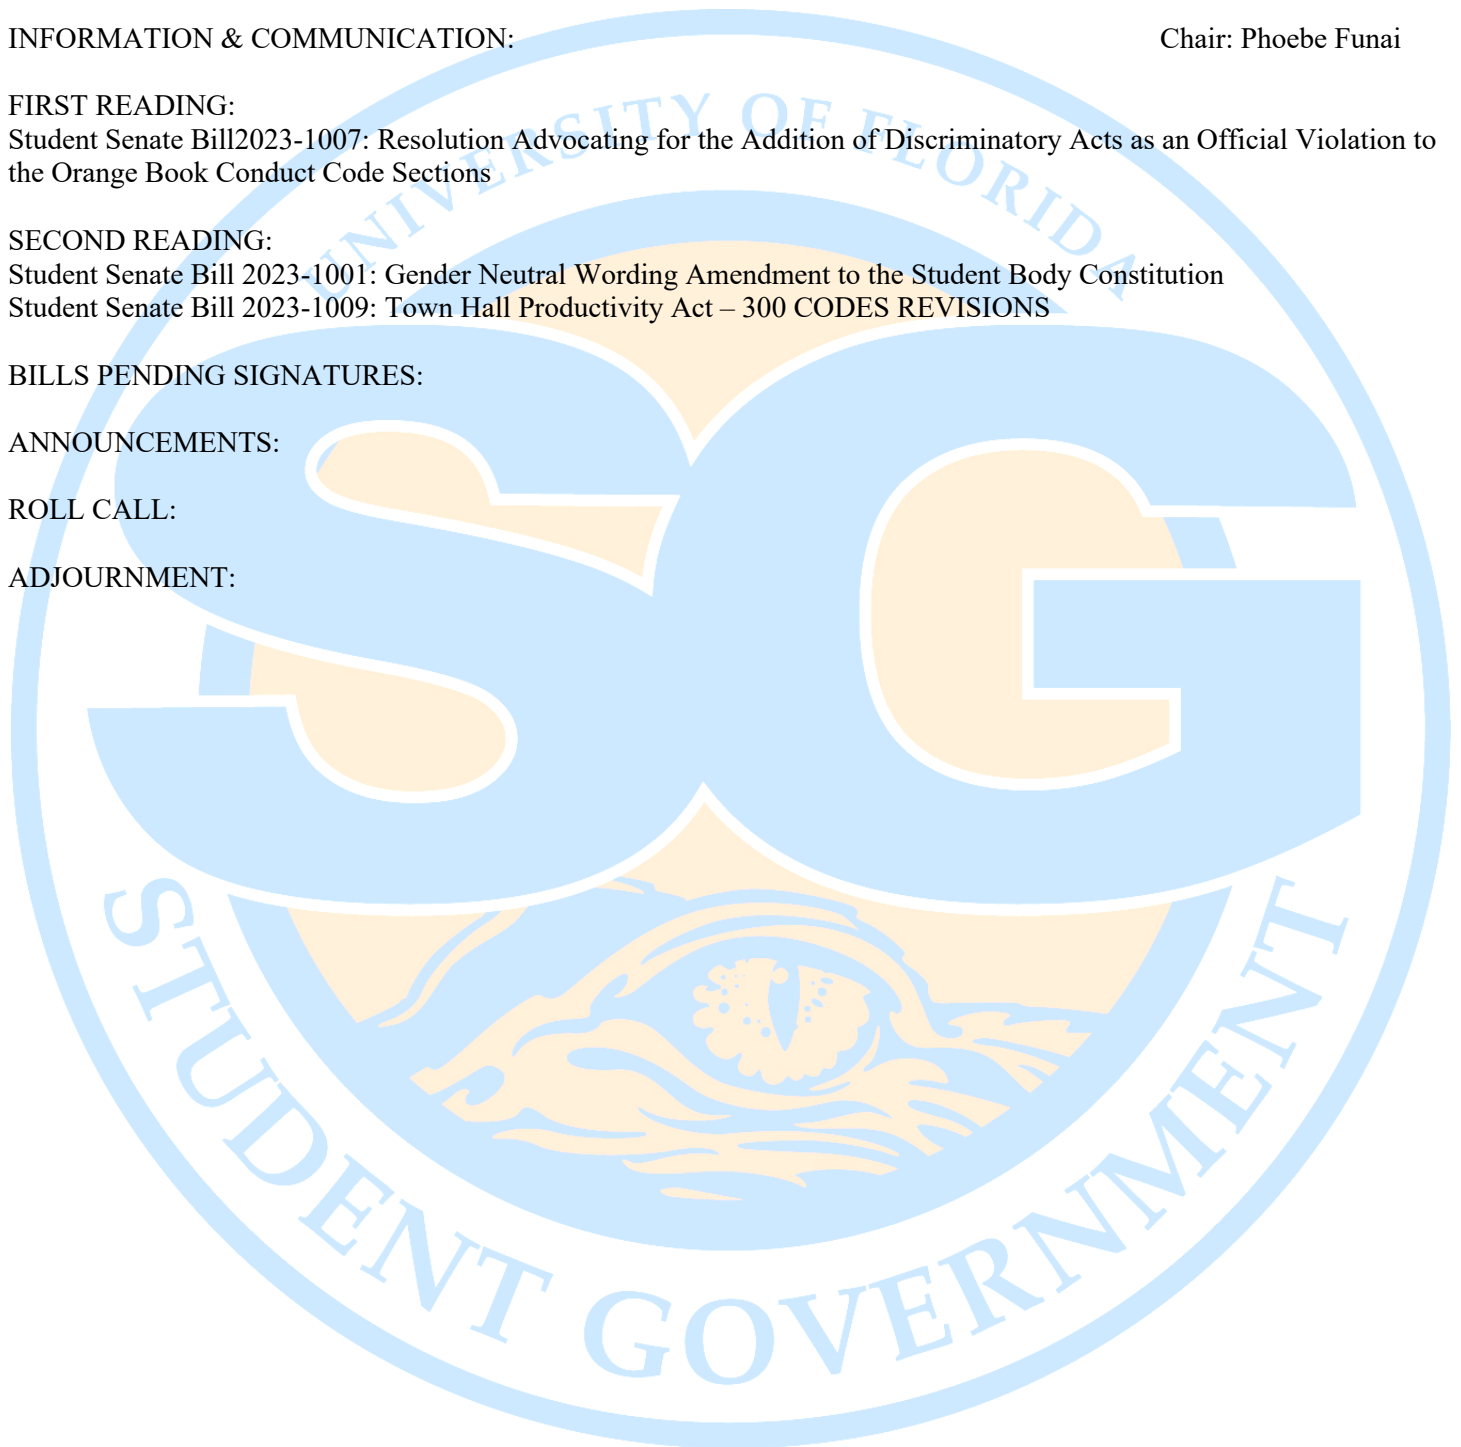 INFORMATION & COMMUNICATION: Chair: Phoebe Funai
FIRST READING:
Student Senate Bill2023-1007: Resolution Advocating for the Addition of Discriminatory Acts as an Official Violation to
the Orange Book Conduct Code Sections
SECOND READING:
Student Senate Bill 2023-1001: Gender Neutral Wording Amendment to the Student Body Constitution
Student Senate Bill 2023-1009: Town Hall Productivity Act – 300 CODES REVISIONS
BILLS PENDING SIGNATURES:
ANNOUNCEMENTS:
ROLL CALL:
ADJOURNMENT:
UNIVERSITY OF FLORIDA
SG
STUDENT GOVERNMENT